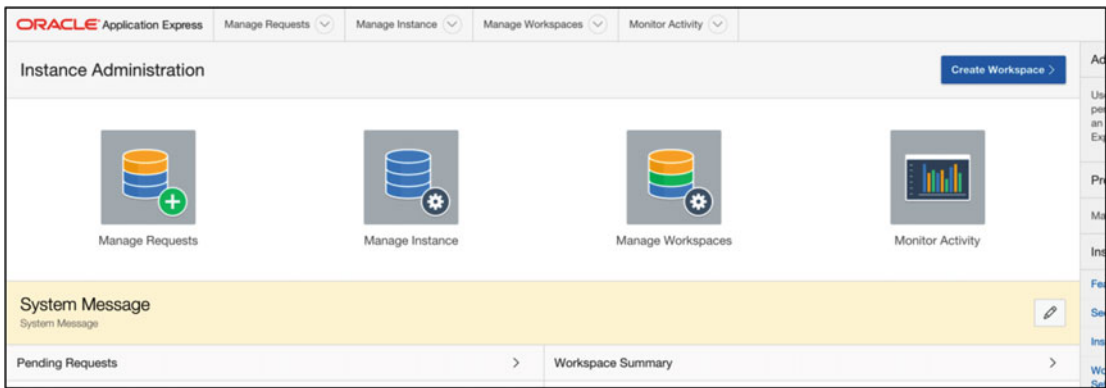 ORACLE Application Express Manage Requests Manage Instance Manage Workspaces Monitor Activity
Instance Administration Create Workspace >
Manage Requests Manage Instance Manage Workspaces Monitor Activity
System Message
System Message
Pending Requests > Workspace Summary >